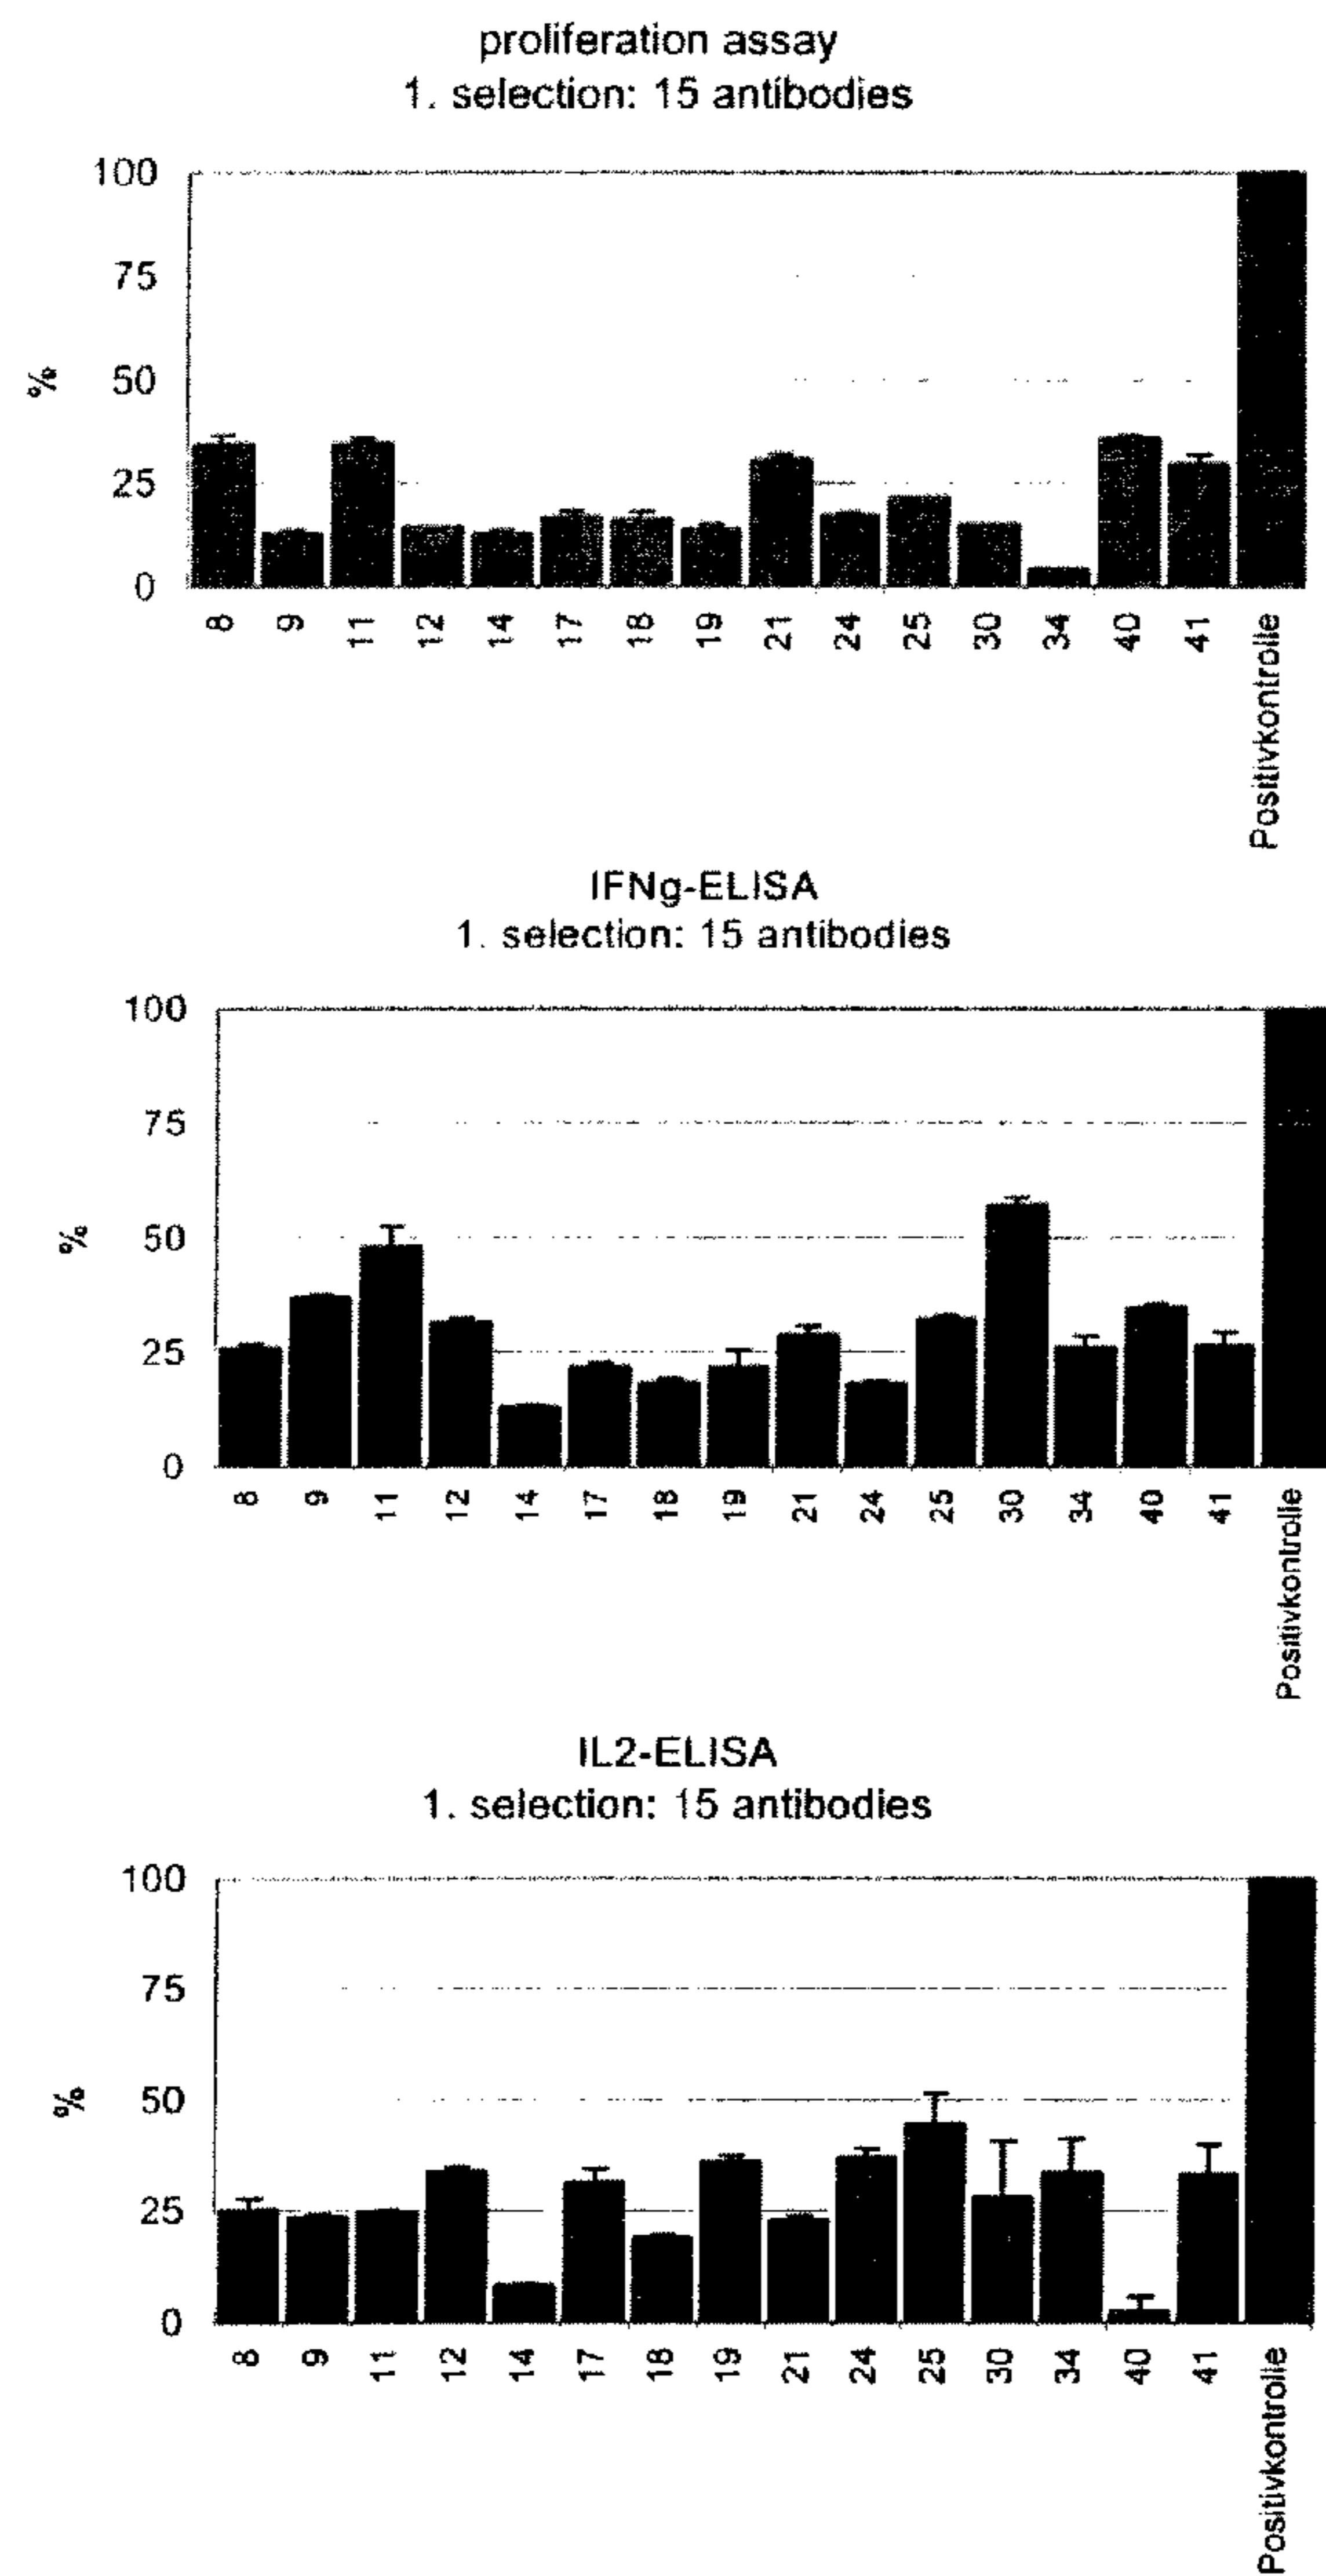 proliferation assay
1. selection: 15 antibodies
100
75
50
25
0
%
8 9 11 12 14 17 18 19 21 24 25 30 34 40 41 Positivkontrolle
IFNg-ELISA
1. selection: 15 antibodies
100
75
50
25
0
%
8 9 11 12 14 17 18 19 21 24 25 30 34 40 41 Positivkontrolle
IL2-ELISA
1. selection: 15 antibodies
100
75
50
25
0
%
8 9 11 12 14 17 18 19 21 24 25 30 34 40 41 Positivkontrolle